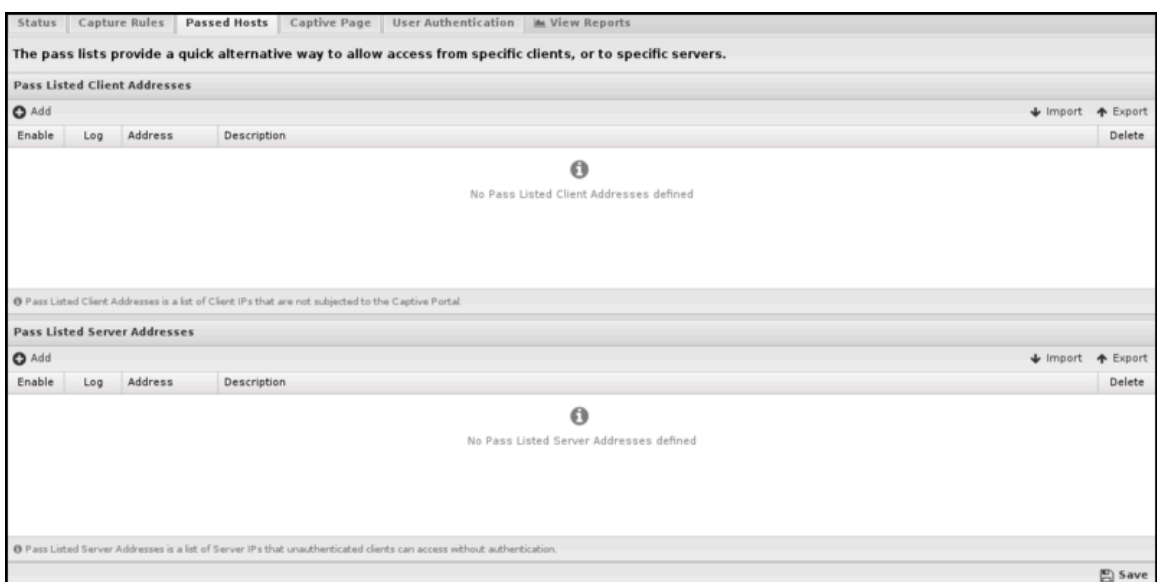 Status Capture Rules Passed Hosts Captive Page User Authentication View Reports
The pass lists provide a quick alternative way to allow access from specific clients, or to specific servers.
Pass Listed Client Addresses
Add Import Export
Enable Log Address Description Delete
No Pass Listed Client Addresses defined
Pass Listed Client Addresses is a list of Client IPs that are not subjected to the Captive Portal.
Pass Listed Server Addresses
Add Import Export
Enable Log Address Description Delete
No Pass Listed Server Addresses defined
Pass Listed Server Addresses is a list of Server IPs that unauthenticated clients can access without authentication.
Save